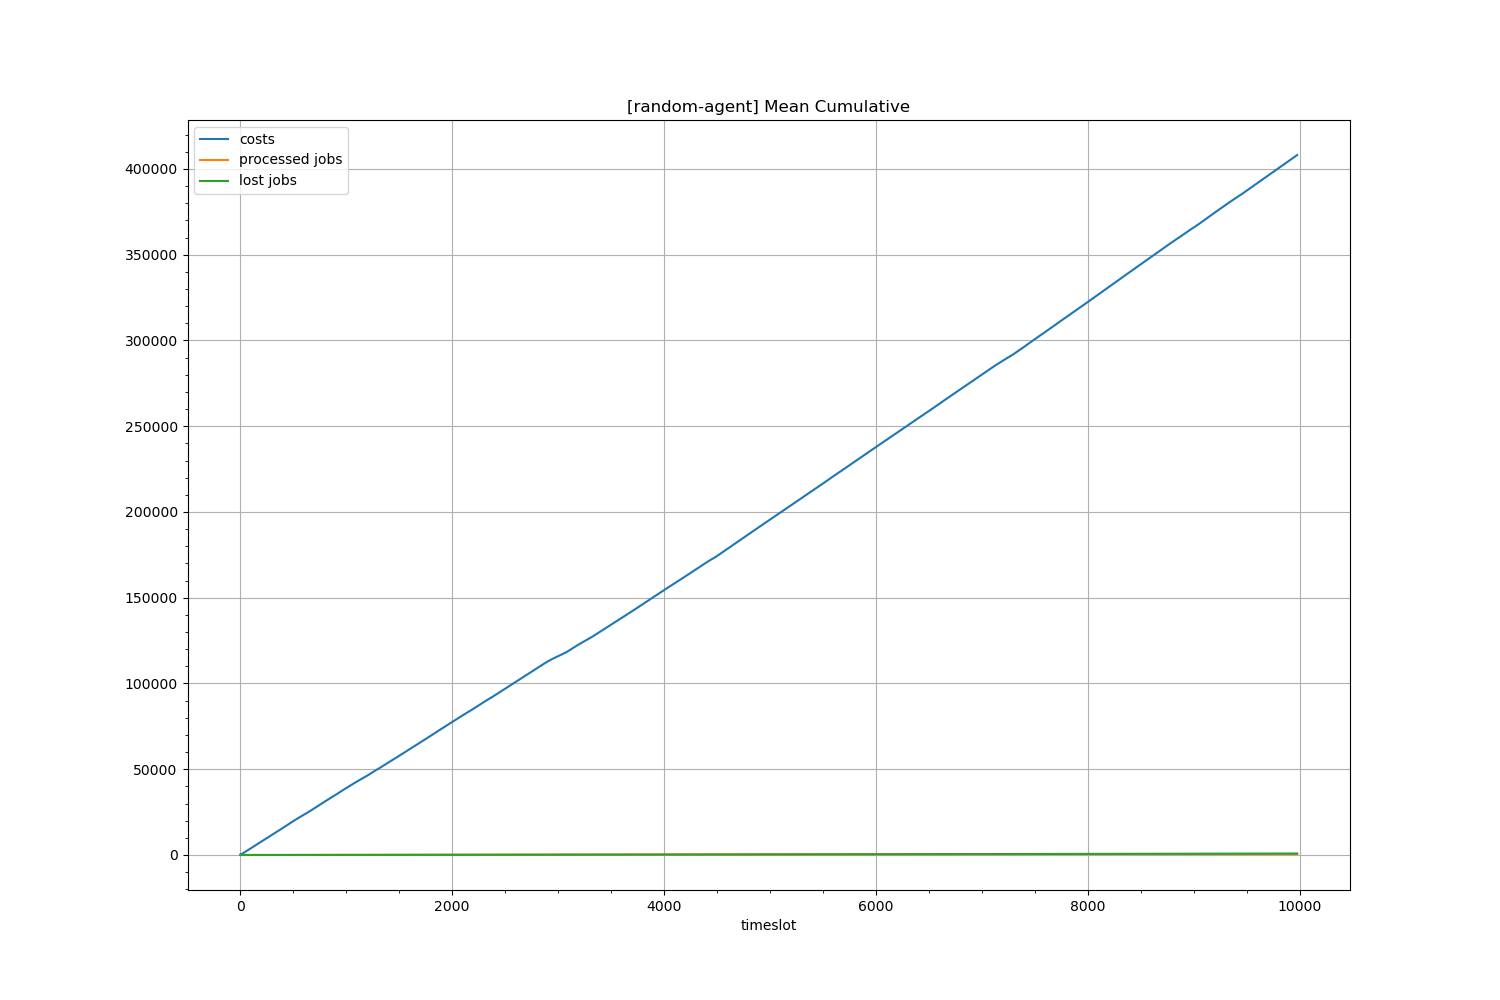 [random-agent] Mean Cumulative
costs
processed jobs
lost jobs
400000
350000
300000
250000
200000
150000
100000
50000
0
0 2000 4000 6000 8000 10000
timeslot